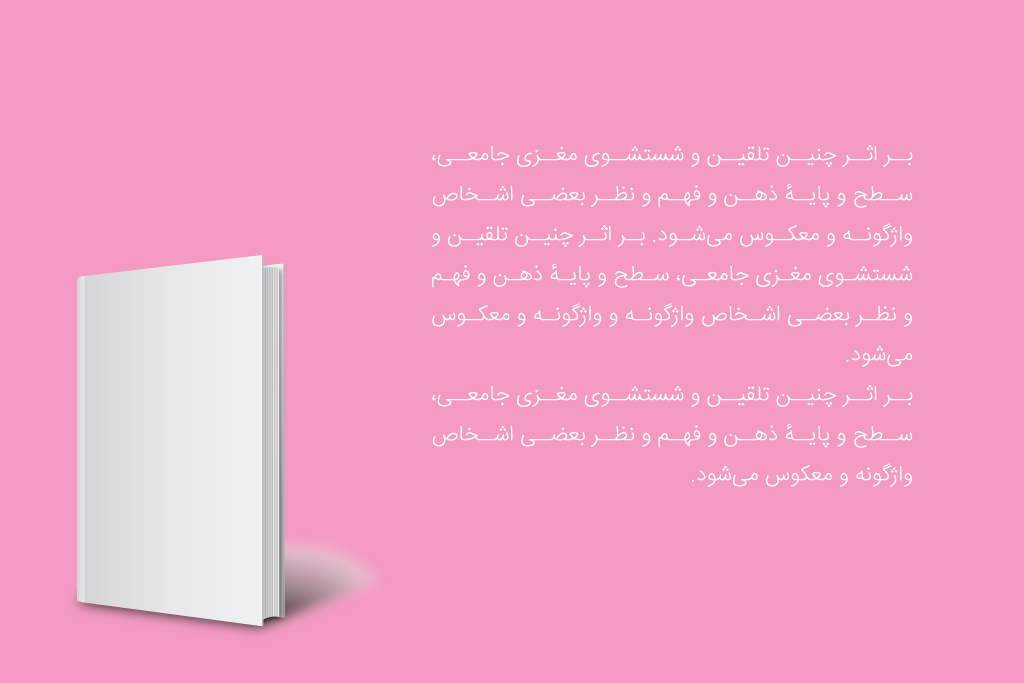 بر اثر چنین تلقین و شستشوی مغزی جامعی،
سطح و پایهٔ ذهن و فهم و نظر بعضی اشخاص
واژگونه و معکوس می‌شود. بر اثر چنین تلقین و
شستشوی مغزی جامعی، سطح و پایهٔ ذهن و فهم
و نظر بعضی اشخاص واژگونه و واژگونه و معکوس
می‌شود.
بر اثر چنین تلقین و شستشوی مغزی جامعی،
سطح و پایهٔ ذهن و فهم و نظر بعضی اشخاص
واژگونه و معکوس می‌شود.